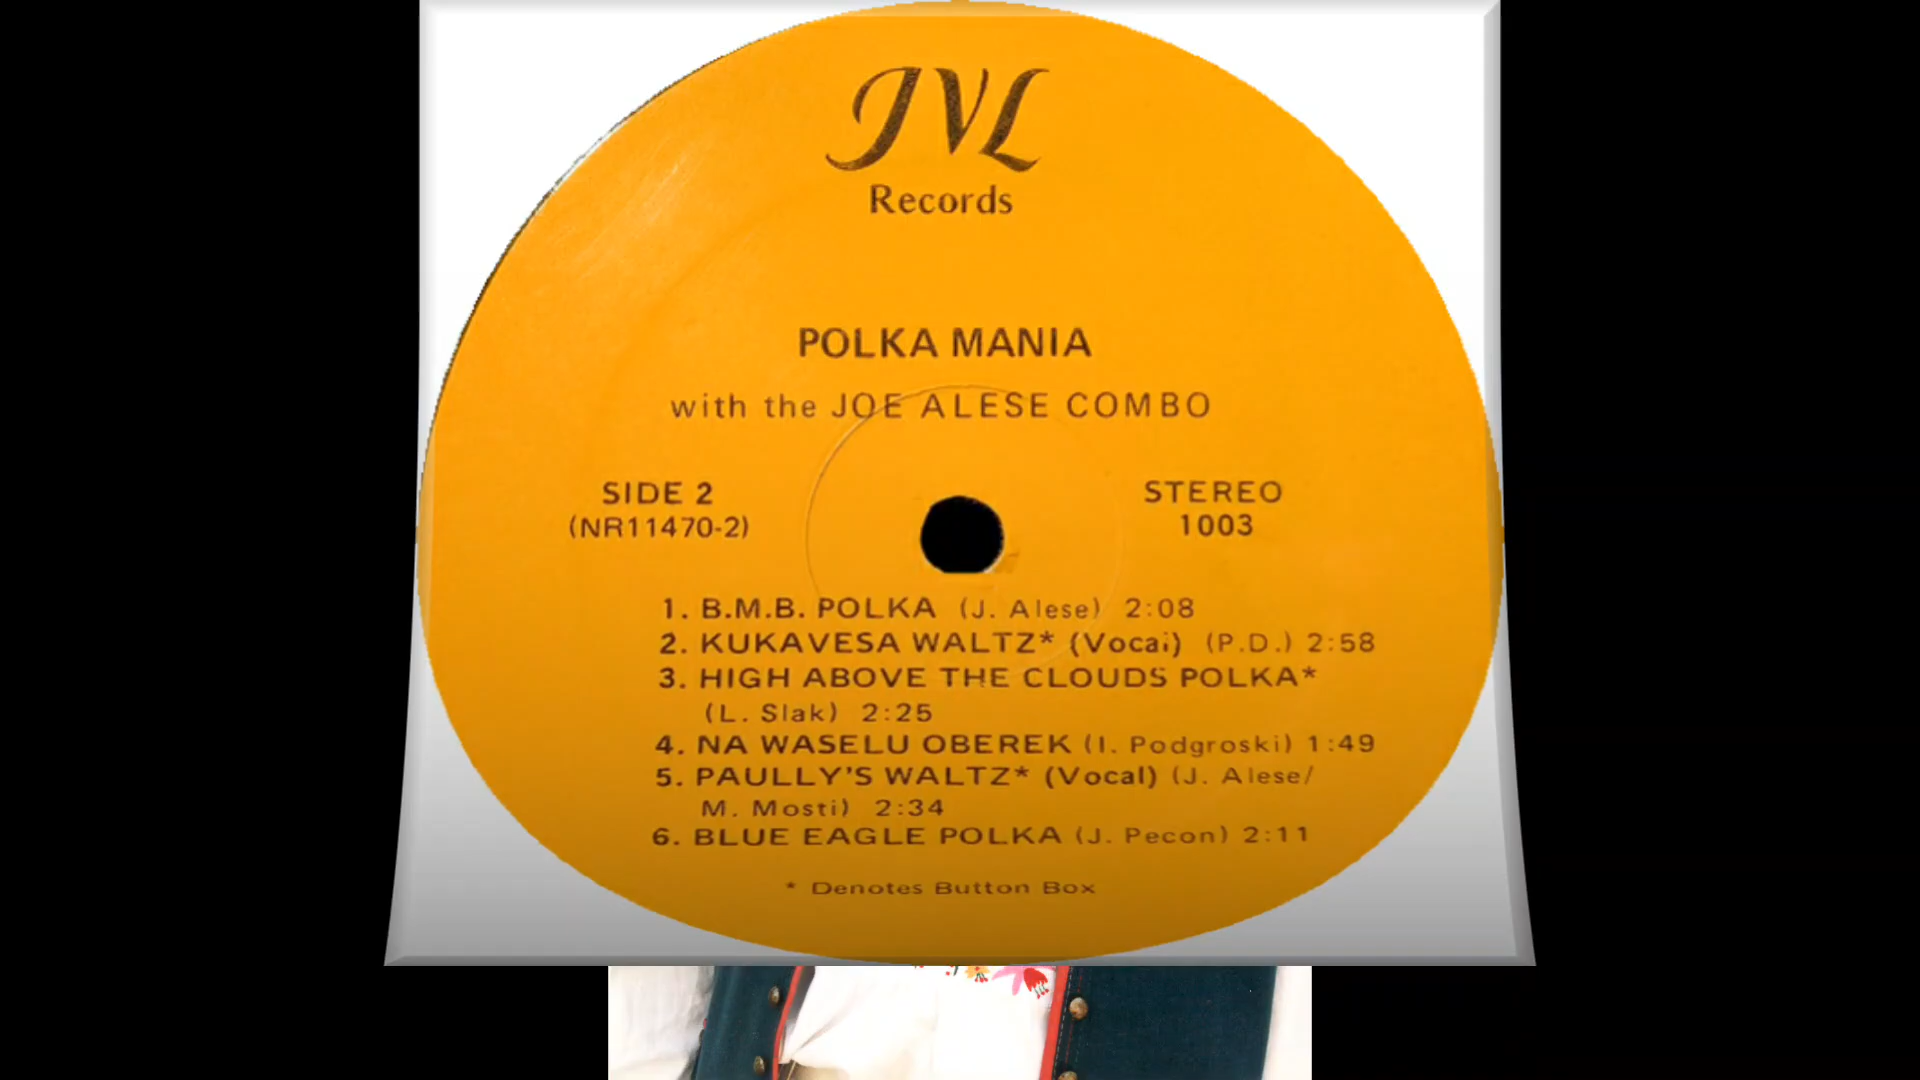 JVL
Records
POLKA MANIA
with the JOE ALESE COMBO
SIDE 2
(NR11470-2)
STEREO
1003
1. B.M.B. POLKA (J. Alese) 2:08
2. KUKAVESA WALTZ* (Vocal) (P.D.) 2:58
3. HIGH ABOVE THE CLOUDS POLKA*
(L. Slak) 2:25
4. NA WASELU OBEREK (I. Podgroski) 1:49
5. PAULLY'S WALTZ* (Vocal) (J. Alese/
M. Mosti) 2:34
6. BLUE EAGLE POLKA (J. Pecon) 2:11
* Denotes Button Box